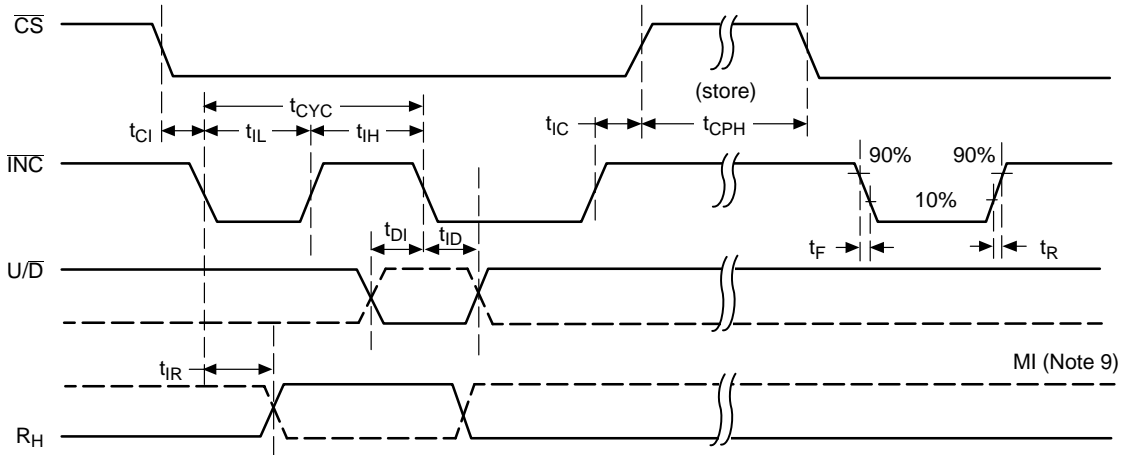 CS
(store)
tCYC
tCI
tIL
tIH
tIC
tCPH
INC
90%
90%
10%
tDI
tID
tF
tR
U/D
tIR
MI (Note 9)
RH